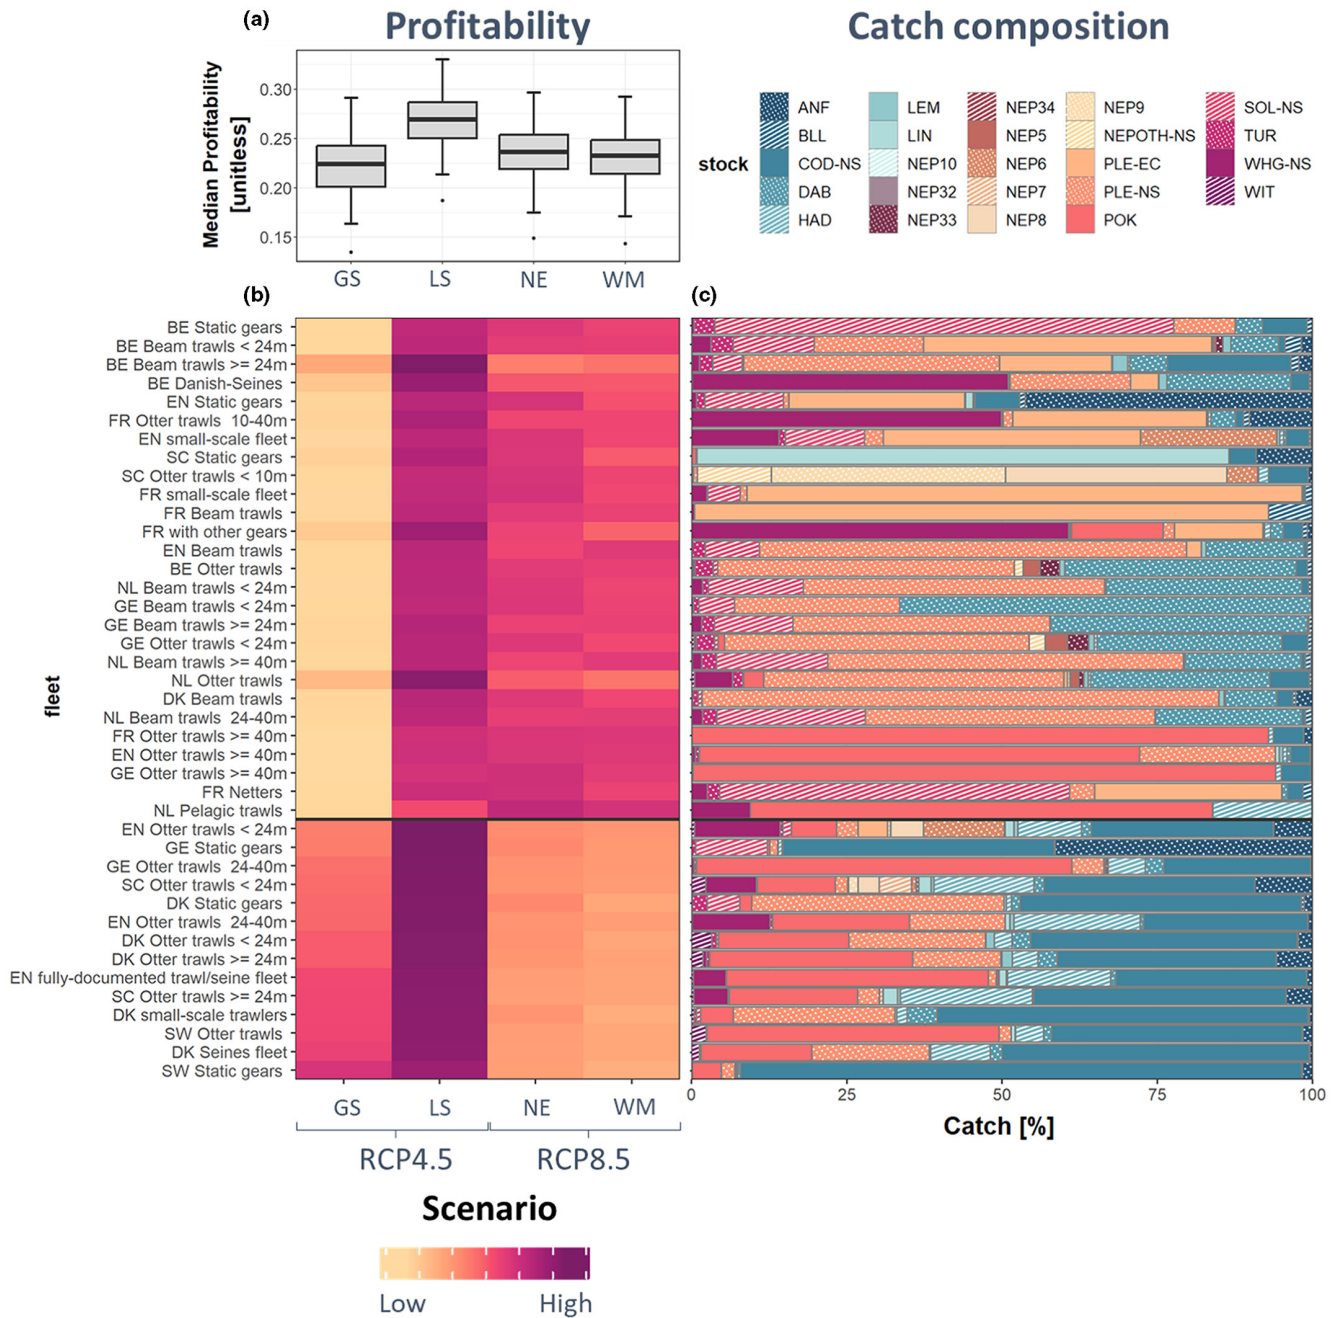 (a)
Profitability
Catch composition
Median Profitability
[unitless]
0.30
0.25
0.20
0.15
GS
LS
NE
WM
stock
ANF
BLL
COD-NS
DAB
HAD
LEM
LIN
NEP10
NEP32
NEP33
NEP34
NEP5
NEP6
NEP7
NEP8
NEP9
NEPOTH-NS
PLE-EC
PLE-NS
POK
SOL-NS
TUR
WHG-NS
WIT
(b)
(c)
fleet
BE Static gears
BE Beam trawls < 24m
BE Beam trawls >= 24m
BE Danish-Seines
EN Static gears
FR Otter trawls 10-40m
EN small-scale fleet
SC Static gears
SC Otter trawls < 10m
FR small-scale fleet
FR Beam trawls
FR with other gears
EN Beam trawls
BE Otter trawls
NL Beam trawls < 24m
GE Beam trawls < 24m
GE Beam trawls >= 24m
GE Otter trawls < 24m
NL Beam trawls >= 40m
NL Otter trawls
DK Beam trawls
NL Beam trawls 24-40m
FR Otter trawls >= 40m
EN Otter trawls >= 40m
GE Otter trawls >= 40m
FR Netters
NL Pelagic trawls
EN Otter trawls < 24m
GE Static gears
GE Otter trawls 24-40m
SC Otter trawls < 24m
DK Static gears
EN Otter trawls 24-40m
DK Otter trawls < 24m
DK Otter trawls >= 24m
EN fully-documented trawl/seine fleet
SC Otter trawls >= 24m
DK small-scale trawlers
SW Otter trawls
DK Seines fleet
SW Static gears
GS
LS
NE
WM
RCP4.5
RCP8.5
0
25
50
75
100
Catch [%]
Scenario
Low
High